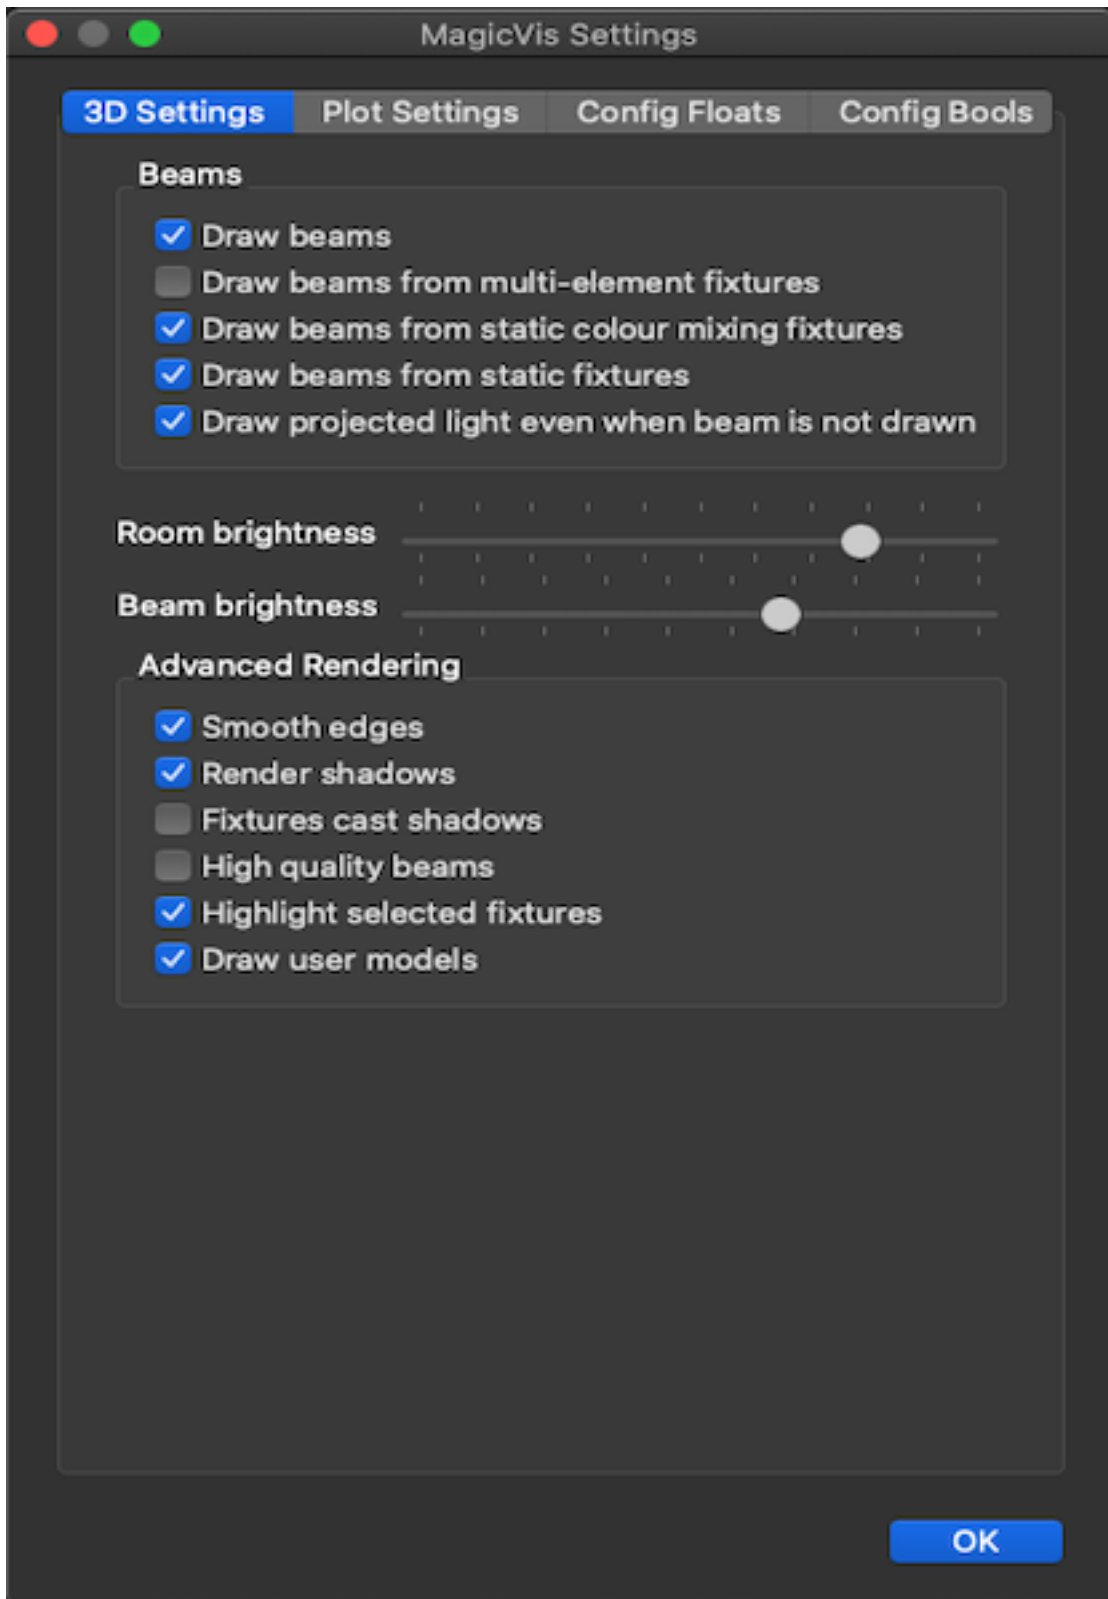 MagicVis Settings
3D Settings Plot Settings Config Floats Config Bools
Beams
Draw beams
Draw beams from multi-element fixtures
Draw beams from static colour mixing fixtures
Draw beams from static fixtures
Draw projected light even when beam is not drawn
Room brightness
Beam brightness
Advanced Rendering
Smooth edges
Render shadows
Fixtures cast shadows
High quality beams
Highlight selected fixtures
Draw user models
OK